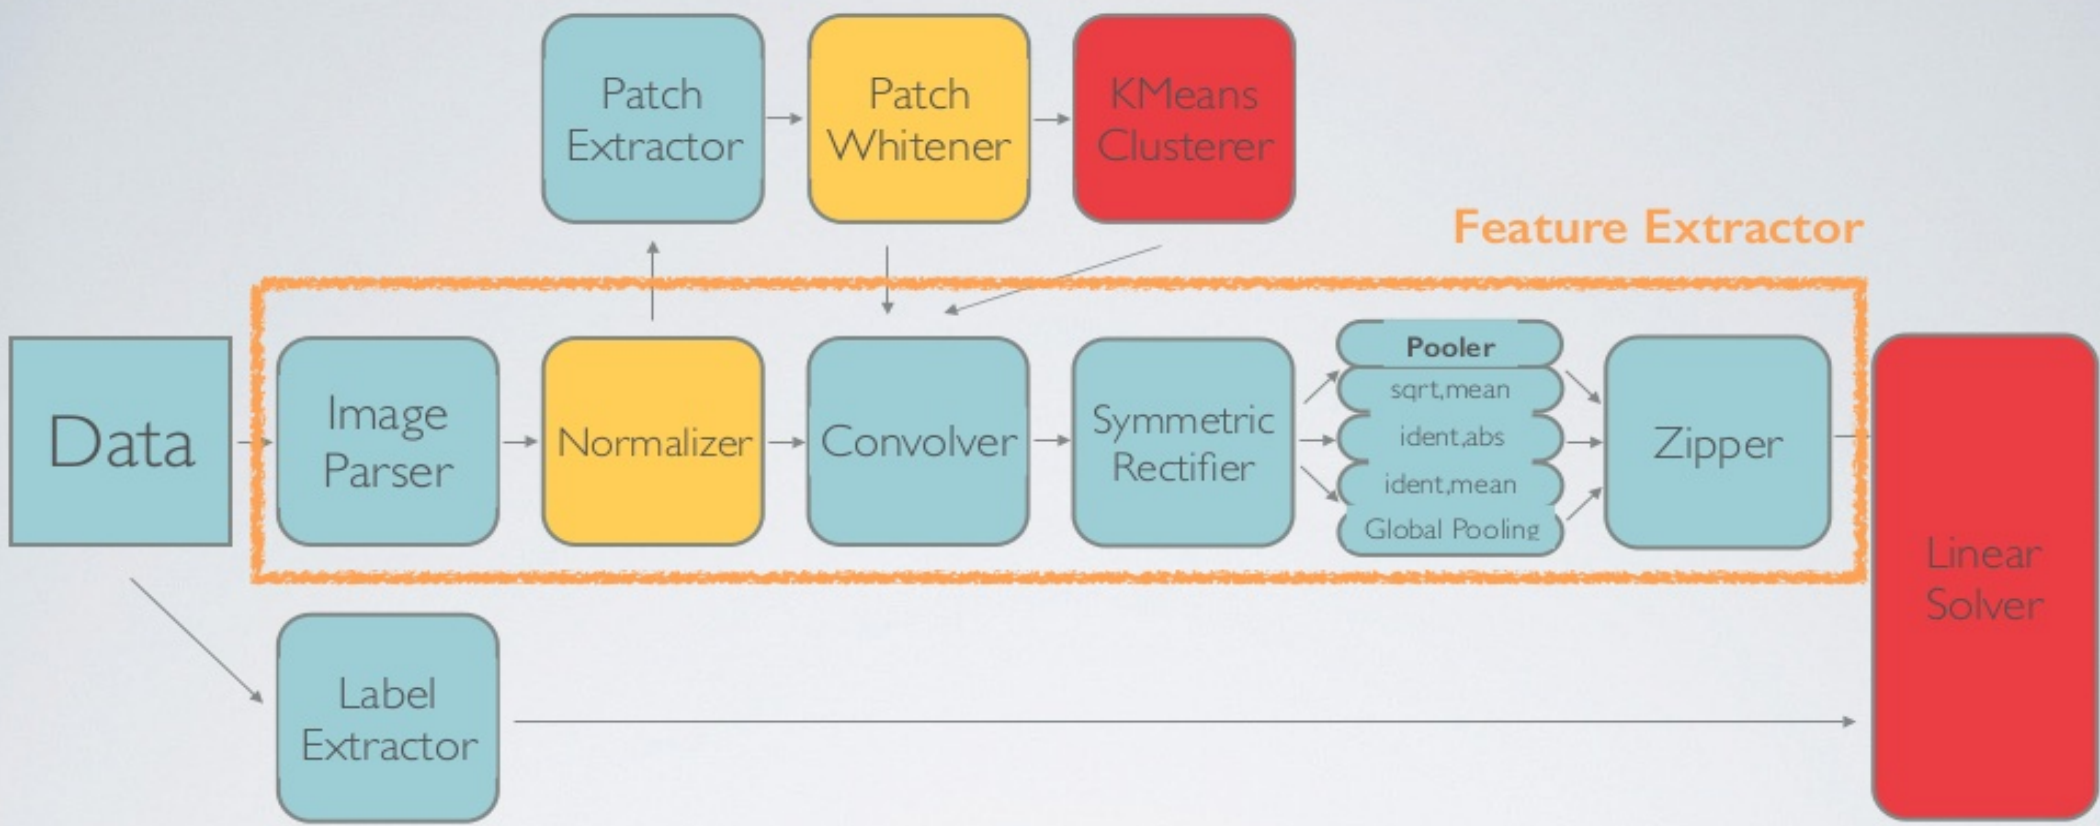 Patch
Extractor
Patch
Whitener
KMeans
Clusterer
Feature Extractor
Data
Image
Parser
Normalizer
Convolver
Symmetric
Rectifier
Pooler
sqrt,mean
ident,abs
ident,mean
Global Pooling
Zipper
Linear
Solver
Label
Extractor